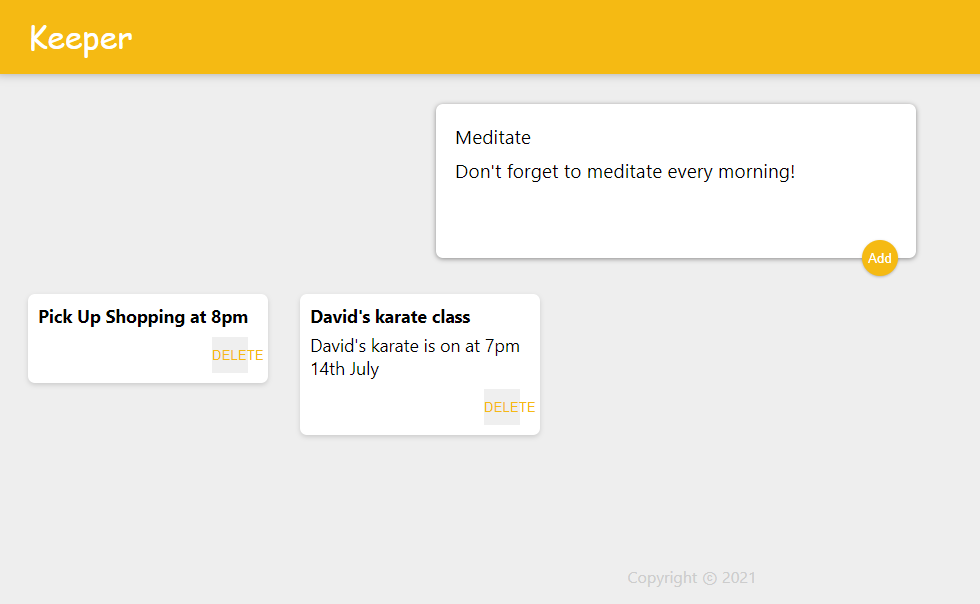 Keeper
Meditate
Don't forget to meditate every morning!
Add
Pick Up Shopping at 8pm
DELETE
David's karate class
David's karate is on at 7pm
14th July
DELETE
Copyright © 2021